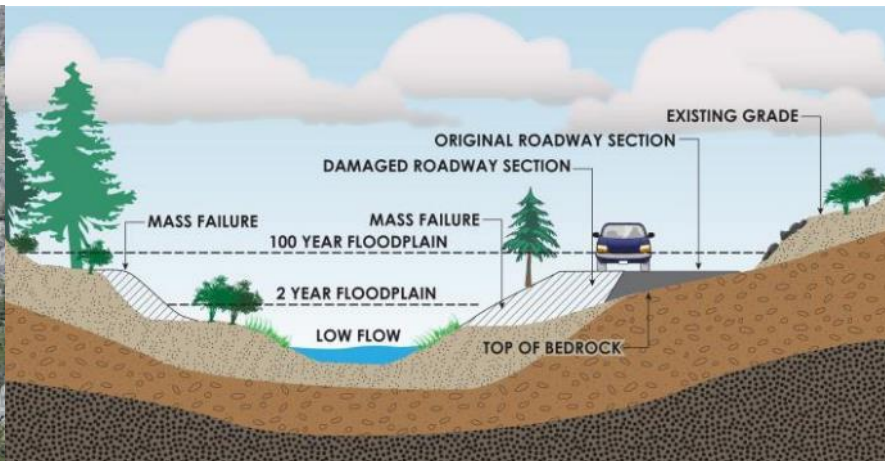 EXISTING GRADE
ORIGINAL ROADWAY SECTION
DAMAGED ROADWAY SECTION
MASS FAILURE
MASS FAILURE
100 YEAR FLOODPLAIN
2 YEAR FLOODPLAIN
LOW FLOW
TOP OF BEDROCK